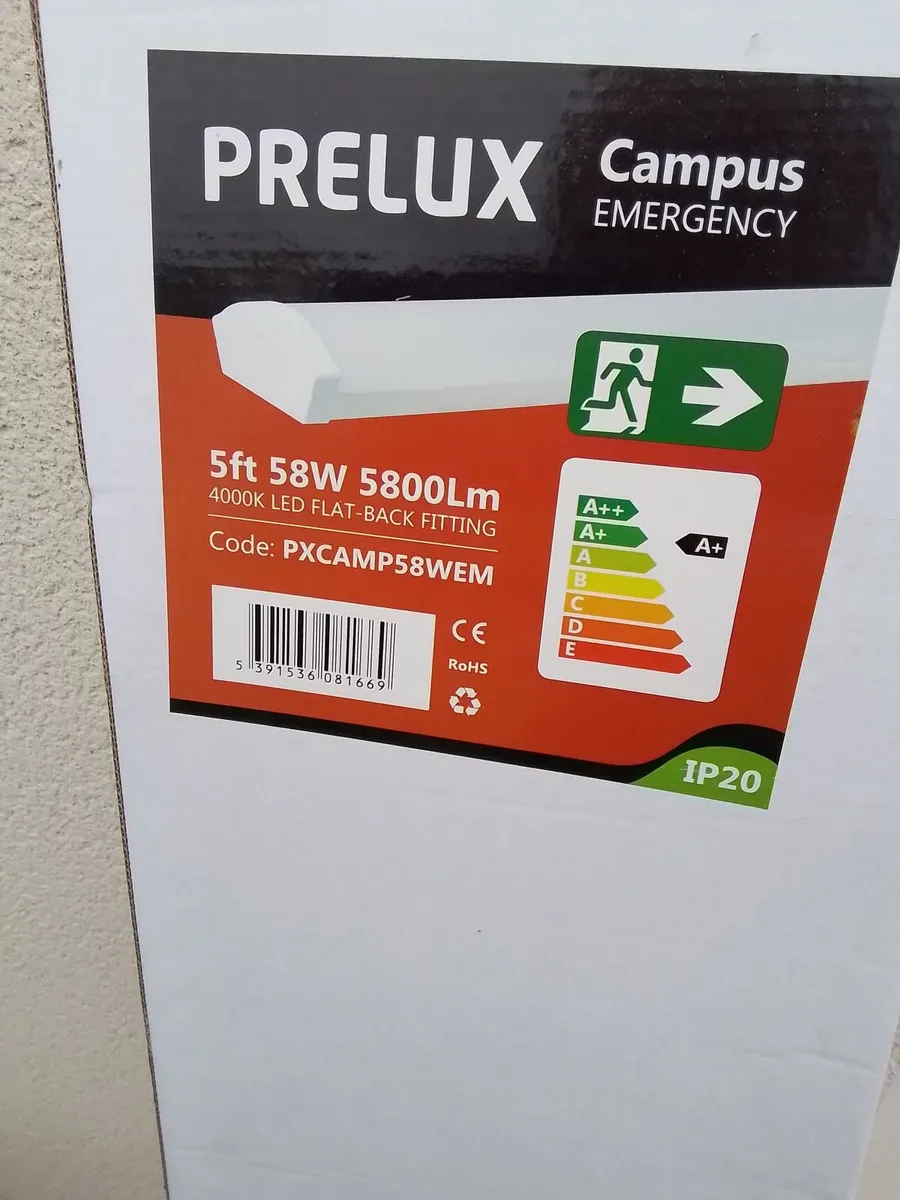 PRELUX
Campus
EMERGENCY
5ft 58W 5800Lm
4000K LED FLAT-BACK FITTING
Code: PXCAMP58WEM
5 391536 081669
CE
RoHS
A++
A+
A
B
C
D
E
A+
IP20